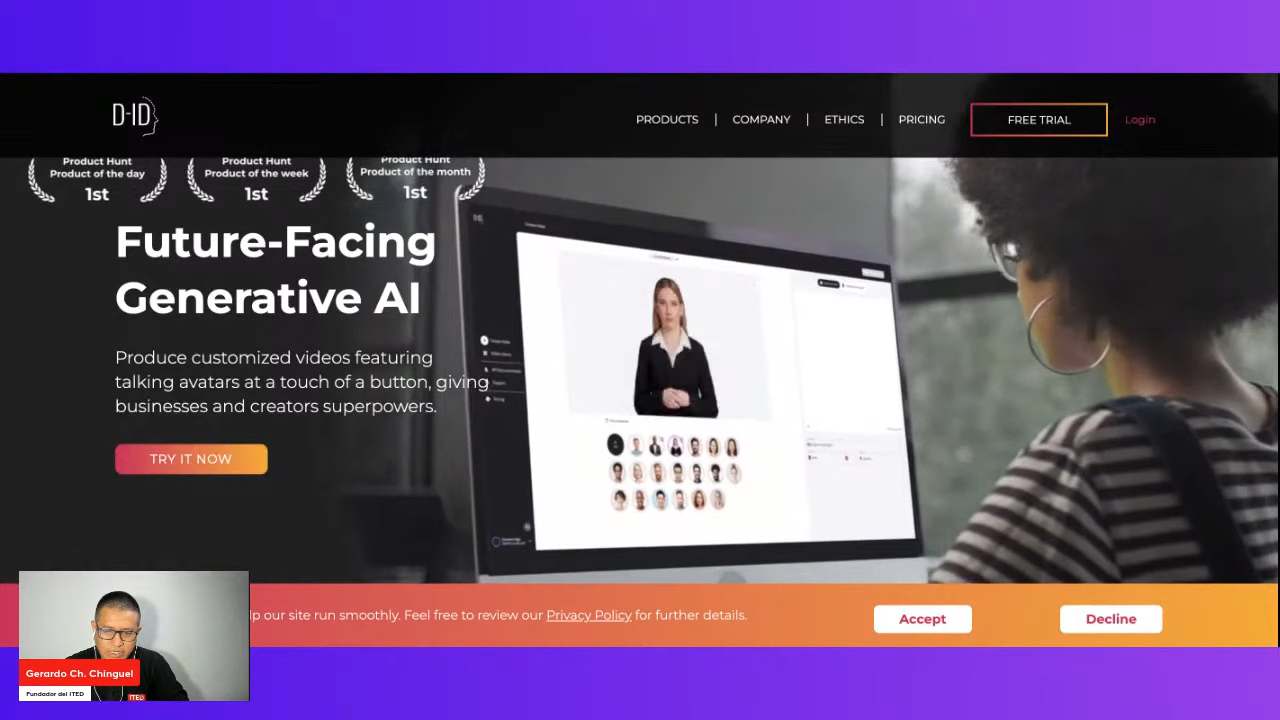 D-ID
PRODUCTS | COMPANY | ETHICS | PRICING
FREE TRIAL
Login
Product Hunt
Product of the day
1st
Product Hunt
Product of the week
1st
Product Hunt
Product of the month
1st
Future-Facing
Generative AI
Produce customized videos featuring
talking avatars at a touch of a button, giving
businesses and creators superpowers.
TRY IT NOW
our site run smoothly. Feel free to review our Privacy Policy for further details.
Accept
Decline
Gerardo Ch. Chinguel
Fundador del ITED
ITED